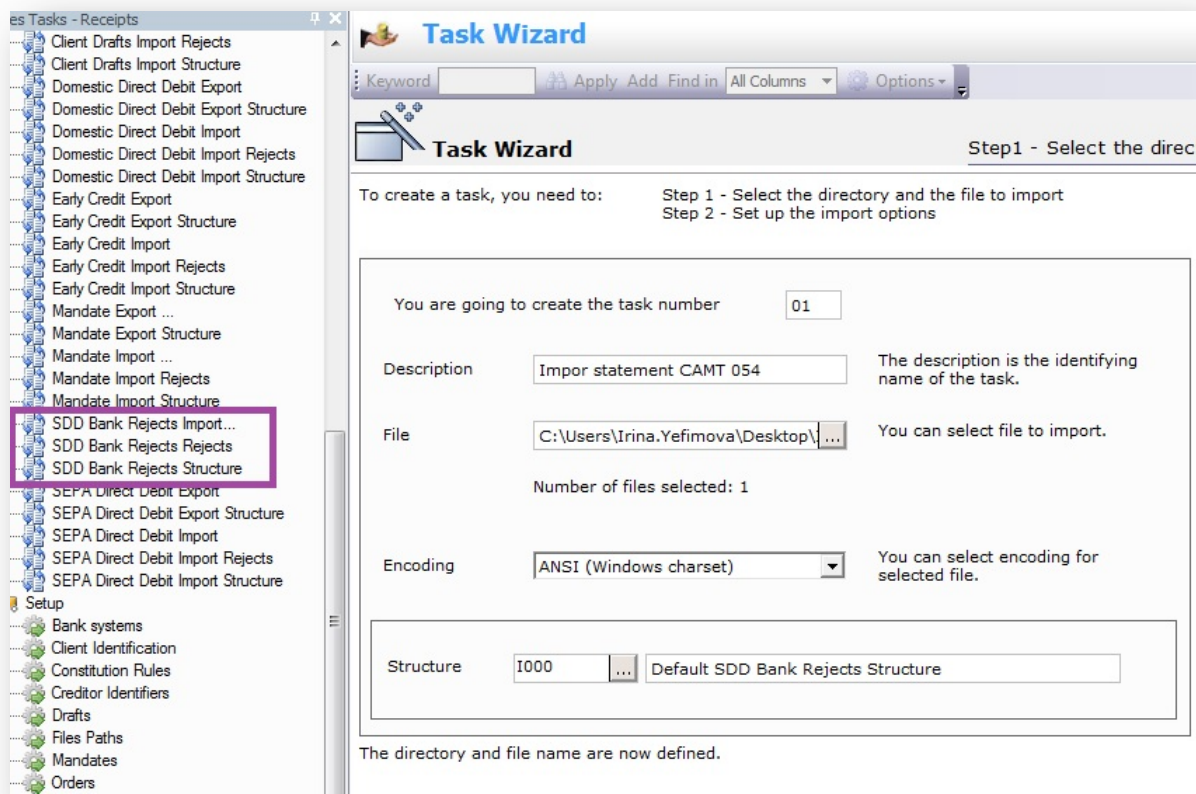 es Tasks - Receipts
Client Drafts Import Rejects
Client Drafts Import Structure
Domestic Direct Debit Export
Domestic Direct Debit Export Structure
Domestic Direct Debit Import
Domestic Direct Debit Import Rejects
Domestic Direct Debit Import Structure
Early Credit Export
Early Credit Export Structure
Early Credit Import
Early Credit Import Rejects
Early Credit Import Structure
Mandate Export ...
Mandate Export Structure
Mandate Import ...
Mandate Import Rejects
Mandate Import Structure
SDD Bank Rejects Import...
SDD Bank Rejects Rejects
SDD Bank Rejects Structure
SEPA Direct Debit Export
SEPA Direct Debit Export Structure
SEPA Direct Debit Import
SEPA Direct Debit Import Rejects
SEPA Direct Debit Import Structure
Setup
Bank systems
Client Identification
Constitution Rules
Creditor Identifiers
Drafts
Files Paths
Mandates
Orders
Task Wizard
Keyword Apply Add Find in All Columns Options
Task Wizard
Step1 - Select the direc
To create a task, you need to: Step 1 - Select the directory and the file to import
Step 2 - Set up the import options
You are going to create the task number 01
Description Impor statement CAMT 054 The description is the identifying
name of the task.
File C:\Users\Irina.Yefimova\Desktop\ ... You can select file to import.
Number of files selected: 1
Encoding ANSI (Windows charset) You can select encoding for
selected file.
Structure I000 ... Default SDD Bank Rejects Structure
The directory and file name are now defined.